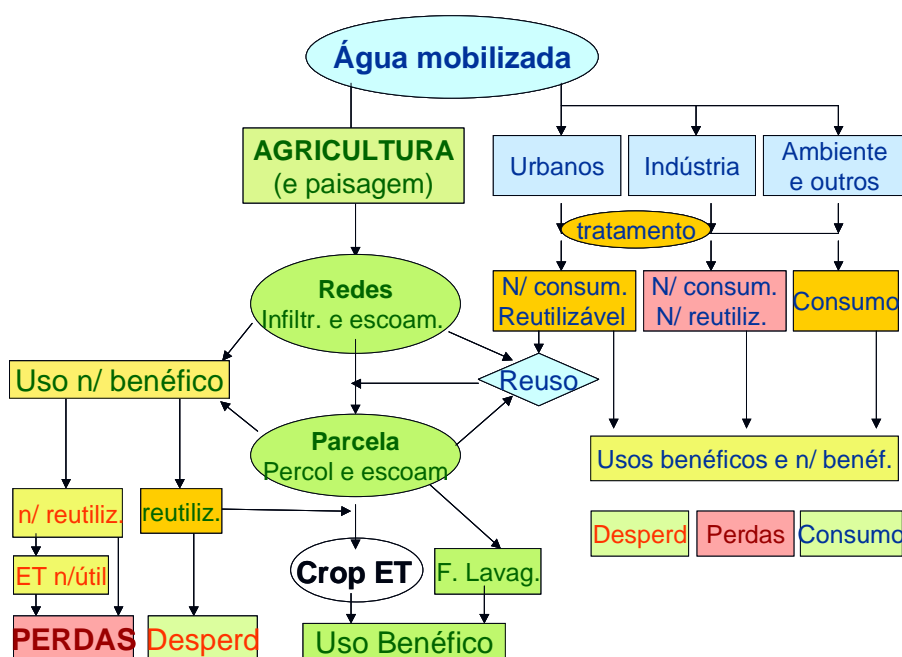 Água mobilizada
AGRICULTURA
(e paisagem)
Urbanos
Indústria
Ambiente
e outros
tratamento
Redes
Infiltr. e escoam.
N/ consum.
Reutilizável
N/ consum.
N/ reutiliz.
Consumo
Uso n/ benéfico
Reuso
Parcela
Percol e escoam
Usos benéficos e n/ benéf.
n/ reutiliz.
reutiliz.
Desperd
Perdas
Consumo
ET n/útil
Crop ET
F. Lavag.
PERDAS
Desperd
Uso Benéfico